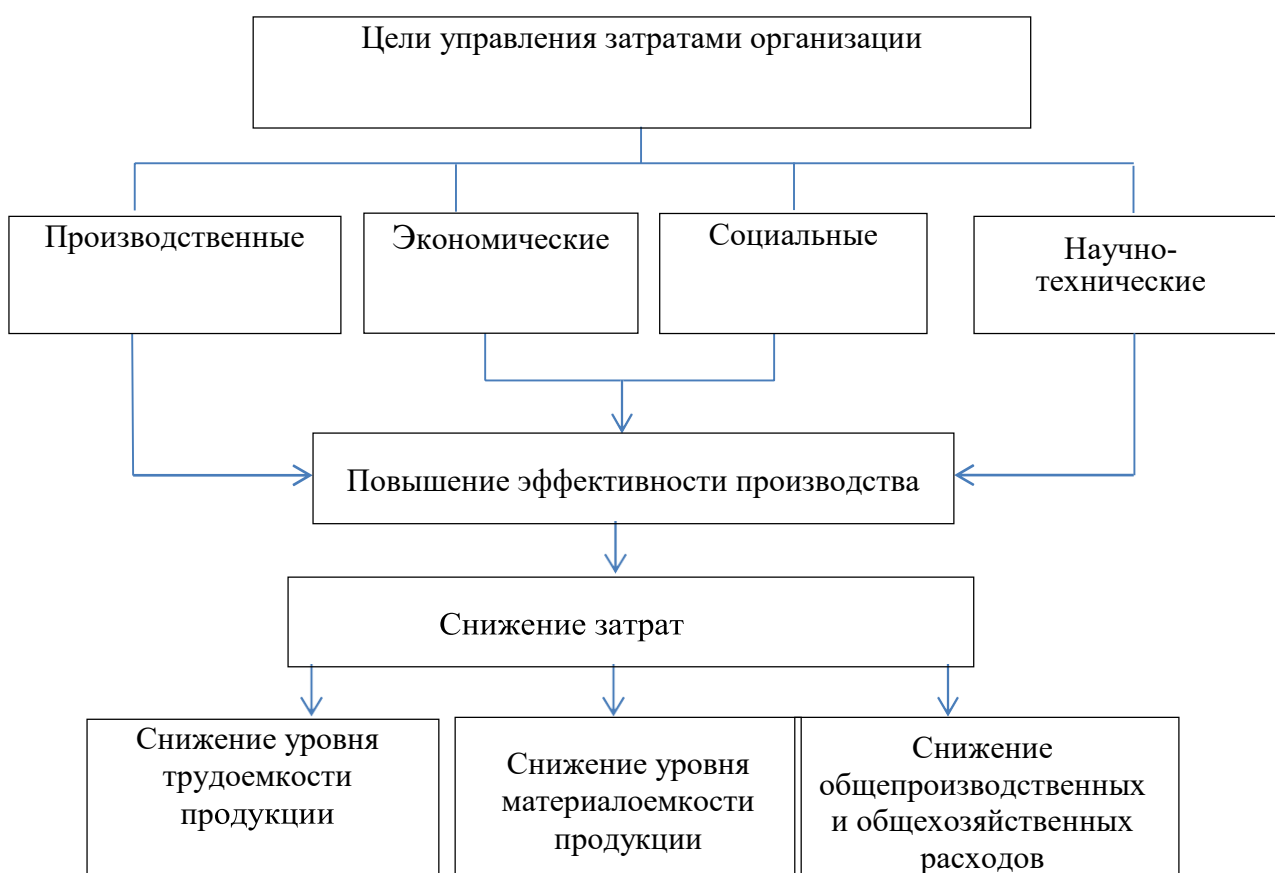 Цели управления затратами организации
Производственные
Экономические
Социальные
Научно-
технические
Повышение эффективности производства
Снижение затрат
Снижение уровня
трудоемкости
продукции
Снижение уровня
материалоемкости
продукции
Снижение
общепроизводственных
и общехозяйственных
расходов